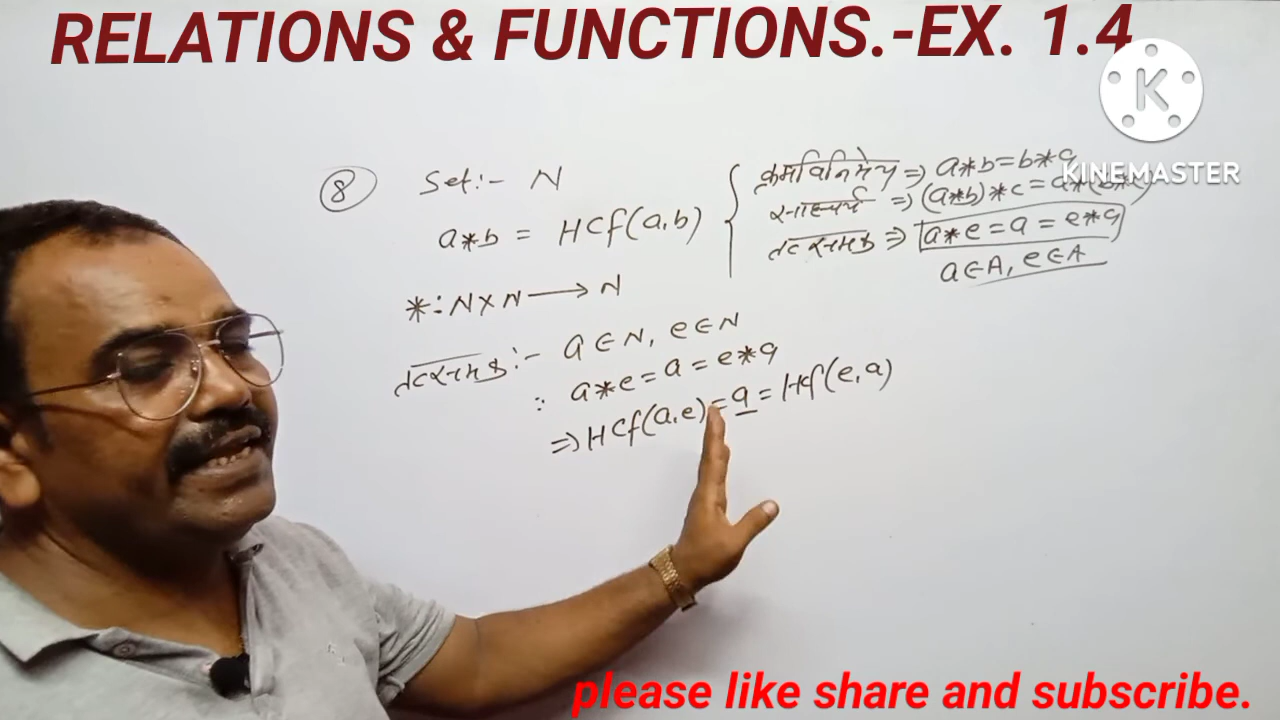 RELATIONS & FUNCTIONS.-EX. 1.4
K
KINEMASTER
⑧ Set:- N
a*b = HCf(a,b)
क्रमविनिमेय => a*b=b*a
साहचर्य => (a*b)*c = a*(b*c)
तत्समक => a*e=a=e*a
a∈A, e∈A
*: N×N → N
तत्समक :- a∈N, e∈N
∵ a*e=a=e*a
=> HCf(a,e)=a=Hcf(e,a)
please like share and subscribe.